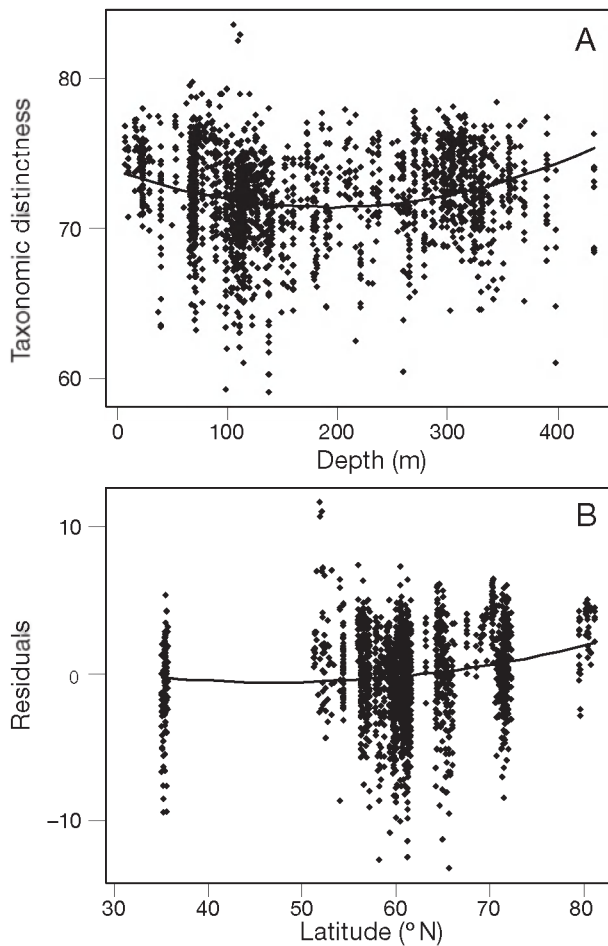 A
80
70
60
Taxonomic distinctness
0 100 200 300 400
Depth (m)
B
10
0
−10
Residuals
30 40 50 60 70 80
Latitude (° N)